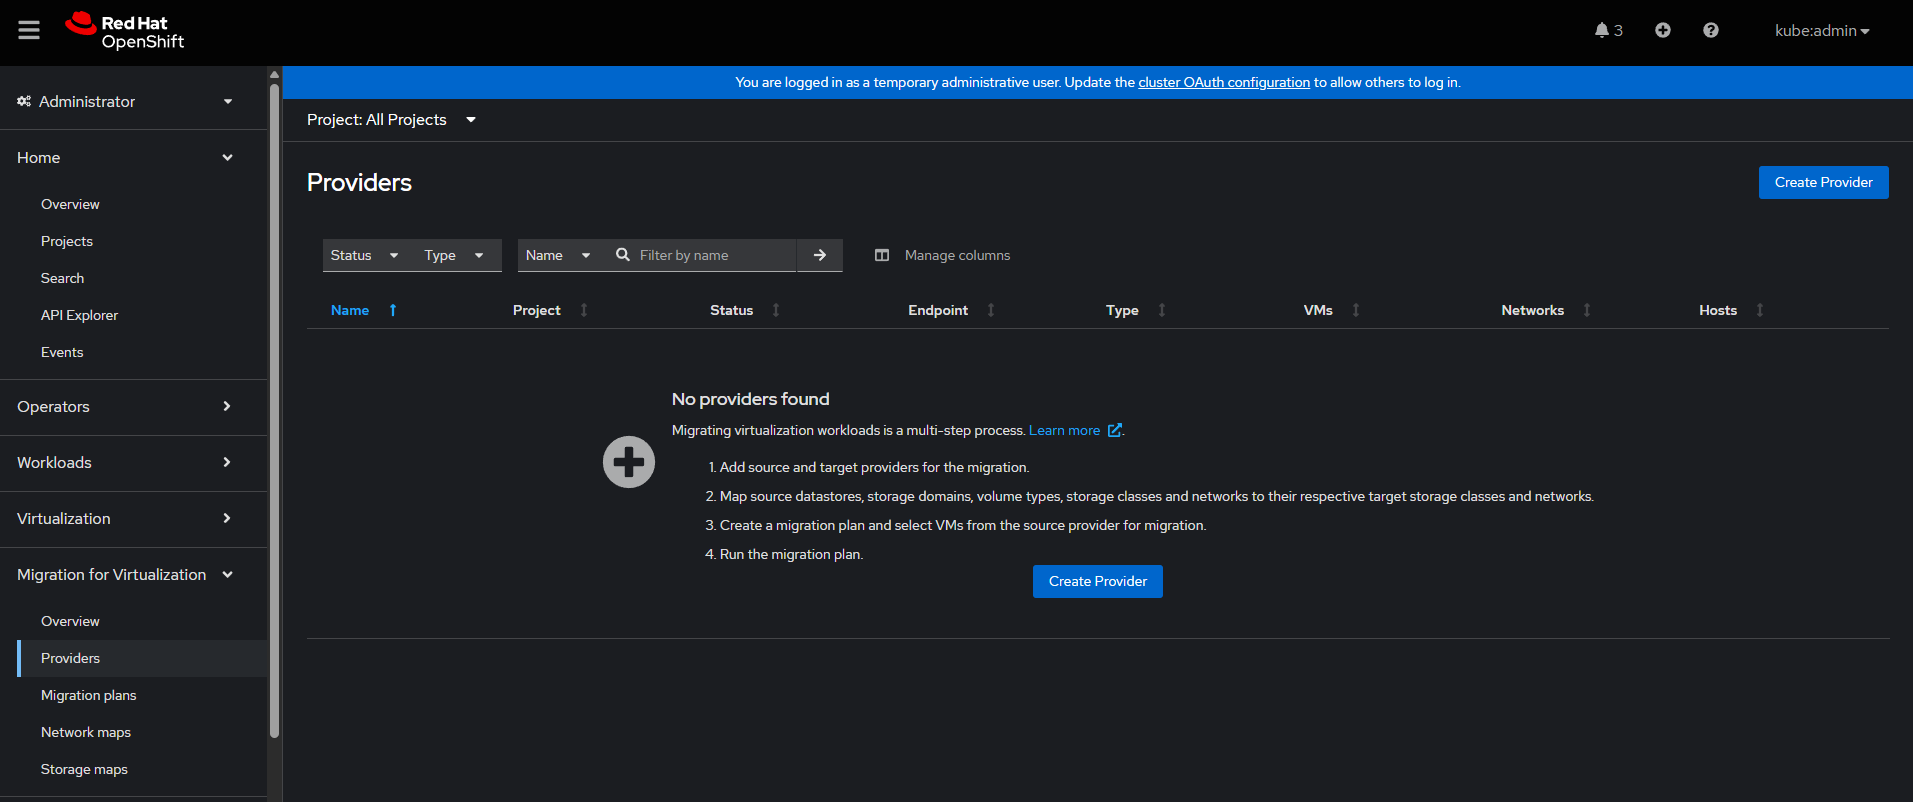 Red Hat
OpenShift
3
kube:admin
Administrator
Home
Overview
Projects
Search
API Explorer
Events
Operators
Workloads
Virtualization
Migration for Virtualization
Overview
Providers
Migration plans
Network maps
Storage maps
You are logged in as a temporary administrative user. Update the cluster OAuth configuration to allow others to log in.
Project: All Projects
Providers
Create Provider
Status Type Name Filter by name Manage columns
Name Project Status Endpoint Type VMs Networks Hosts
No providers found
Migrating virtualization workloads is a multi-step process. Learn more .
1. Add source and target providers for the migration.
2. Map source datastores, storage domains, volume types, storage classes and networks to their respective target storage classes and networks.
3. Create a migration plan and select VMs from the source provider for migration.
4. Run the migration plan.
Create Provider